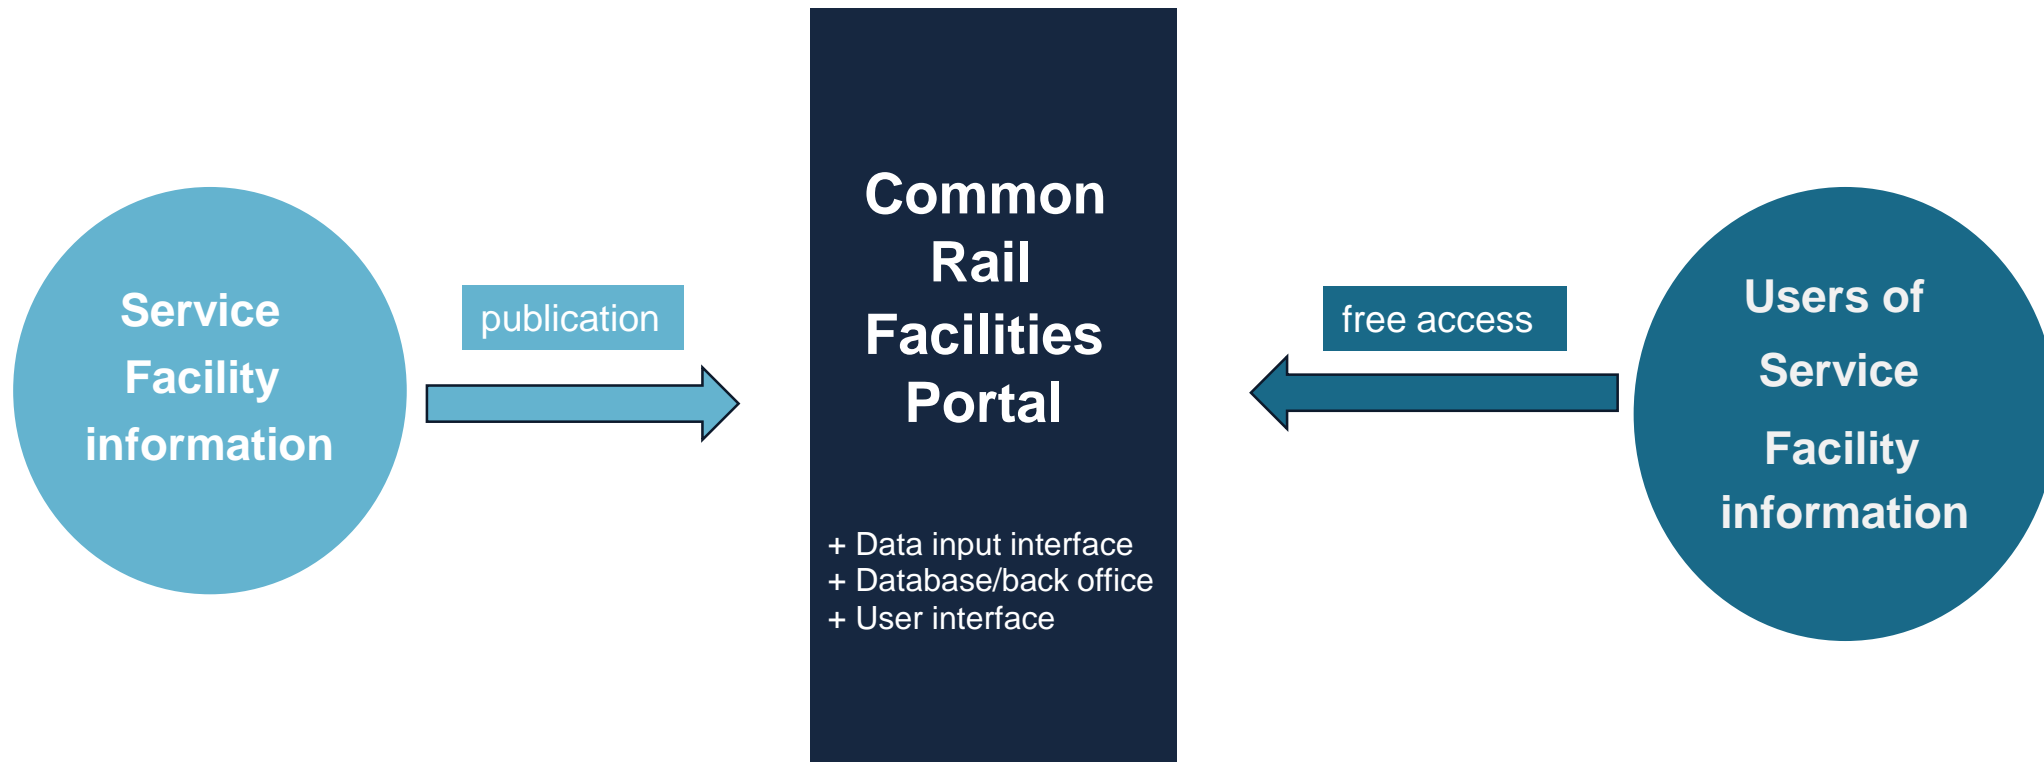 Service
Facility
information
publication
Common
Rail
Facilities
Portal
+ Data input interface
+ Database/back office
+ User interface
free access
Users of
Service
Facility
information